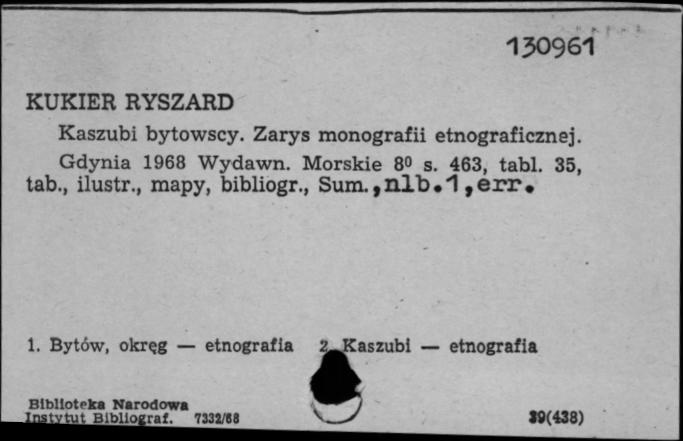 130961
KUKIER RYSZARD
Kaszubi bytowscy. Zarys monografii etnograficznej.
Gdynia 1968 Wydawn. Morskie 8⁰ s. 463, tabl. 35,
tab., ilustr., mapy, bibliogr., Sum.,nlb.1,err.
1. Bytów, okręg — etnografia 2. Kaszubi — etnografia
Biblioteka Narodowa
Instytut Bibliograf. 7332/68 39(438)